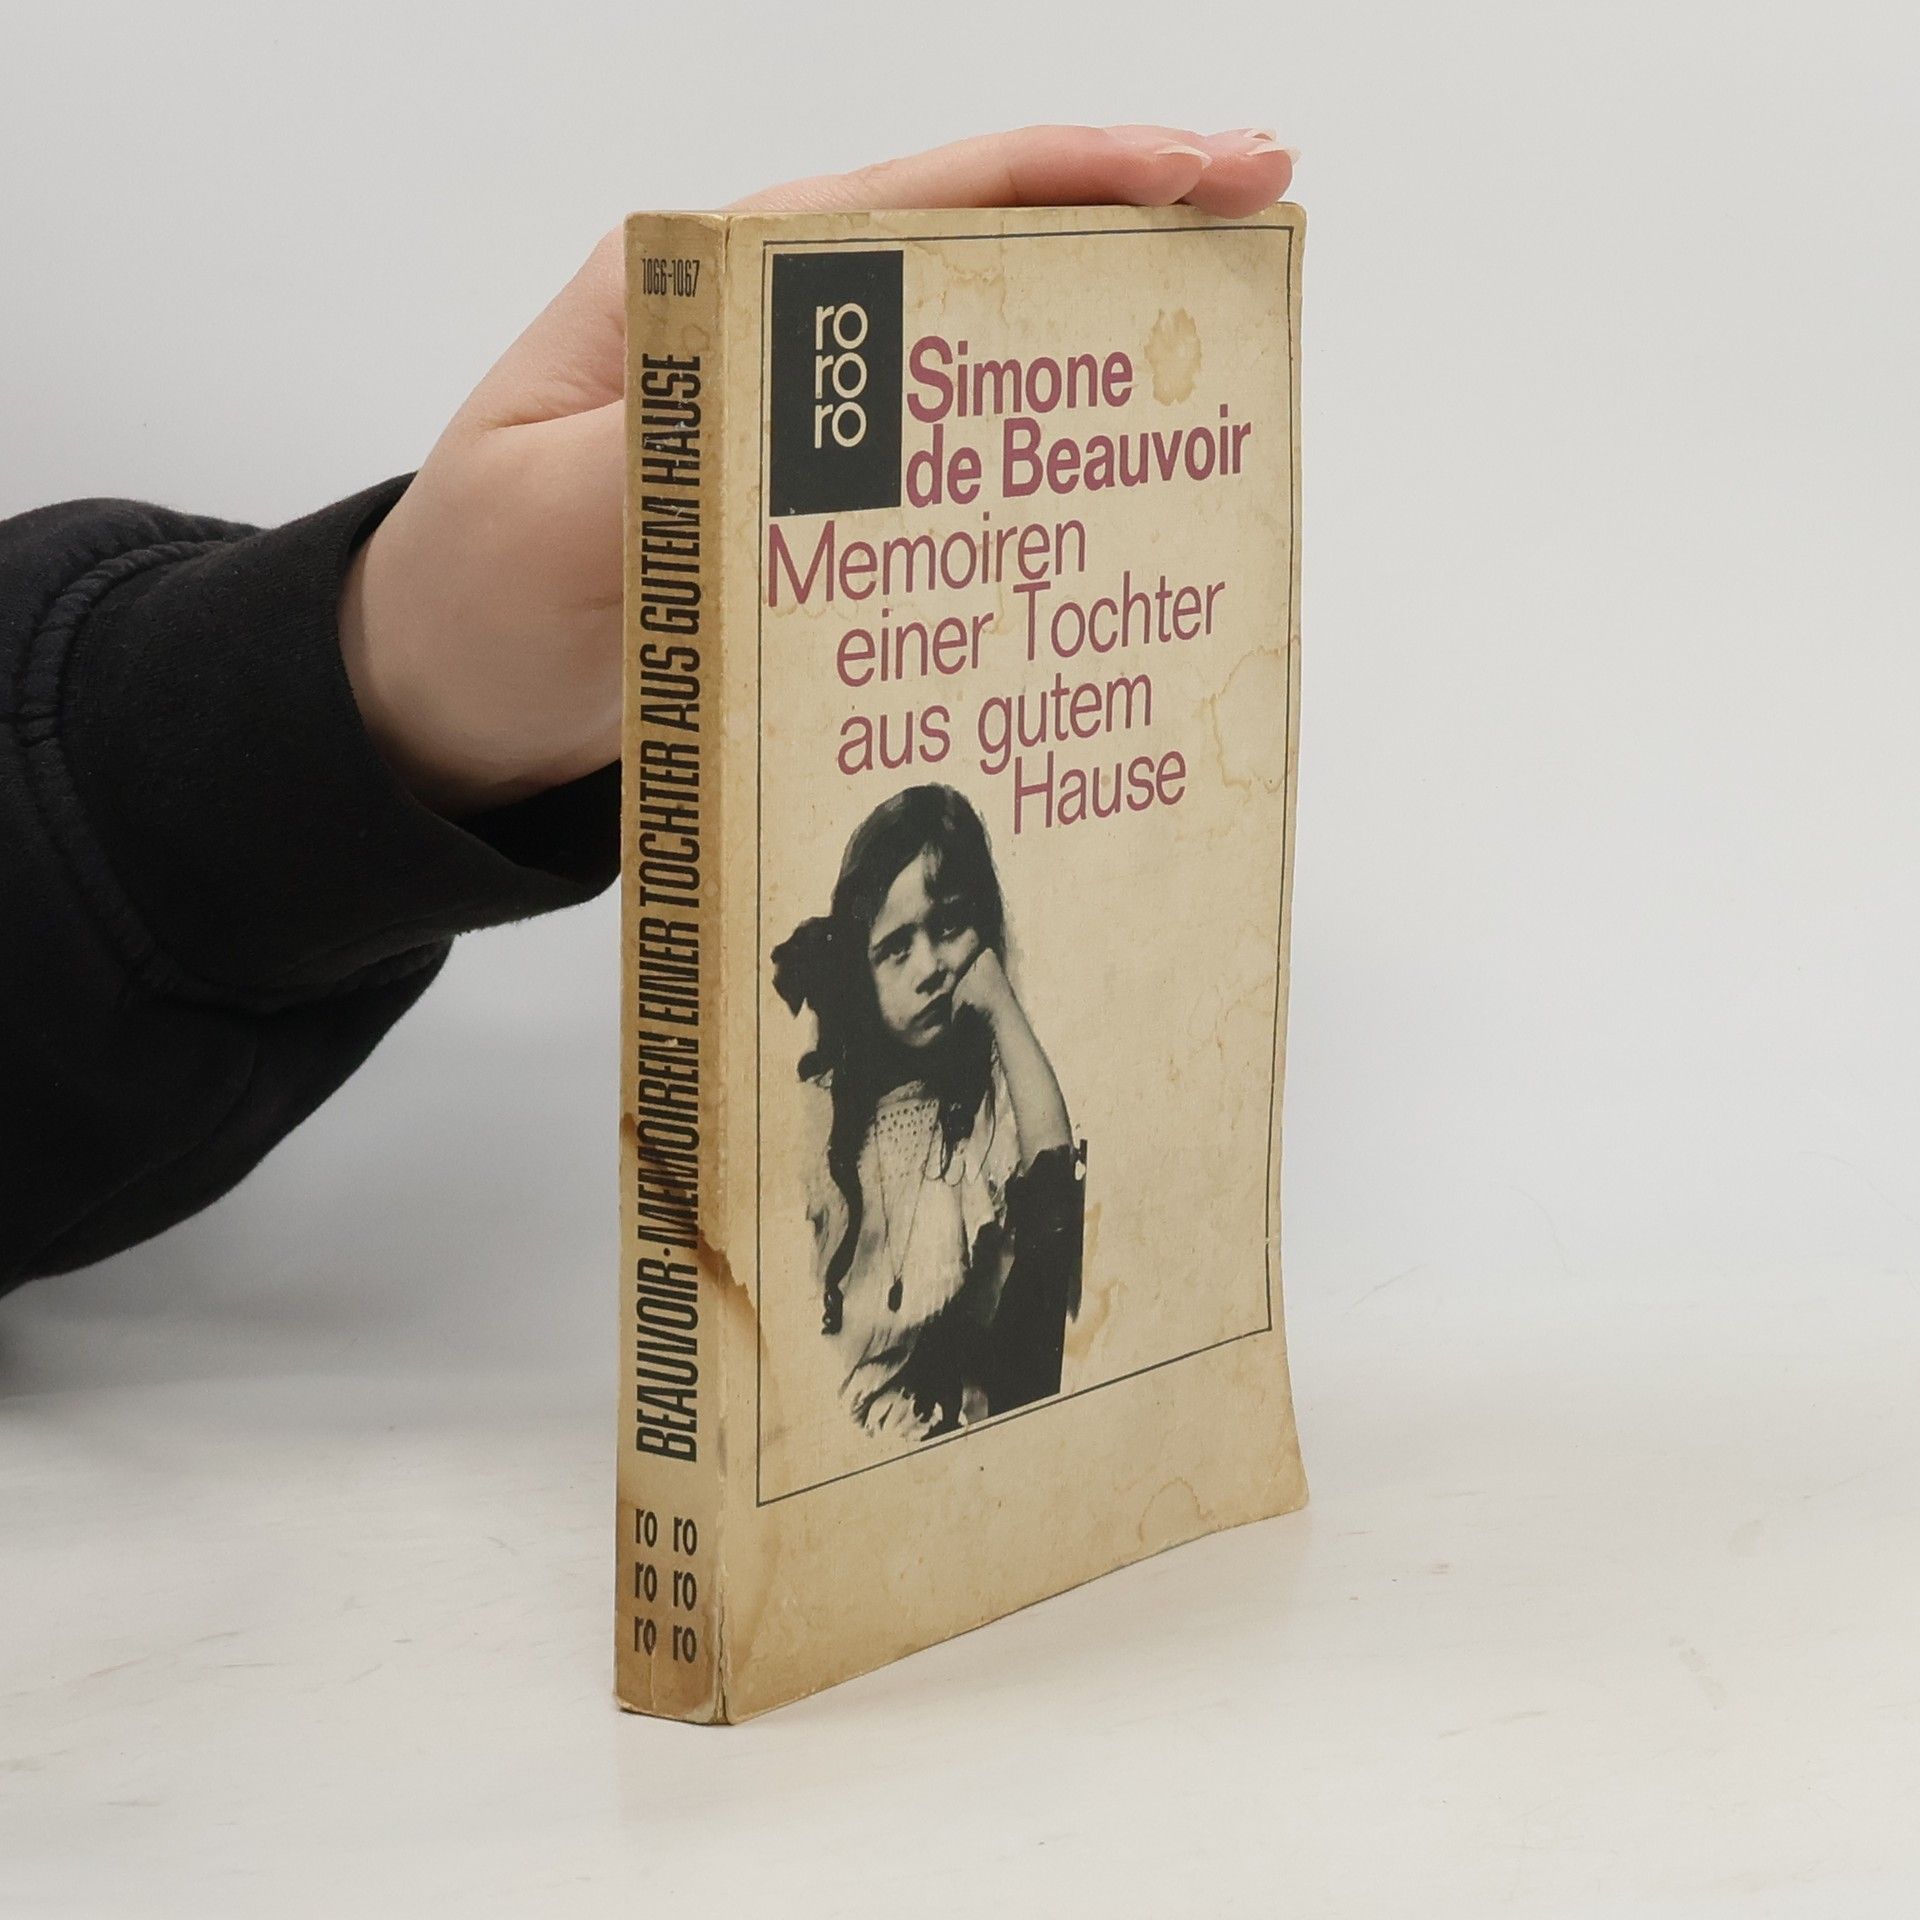 1066-1067
BEAUVOIR·MEMOIREN EINER TOCHTER AUS GUTEM HAUSE
ro ro
ro ro
ro ro
ro
ro
ro
Simone
de Beauvoir
Memoiren
einer Tochter
aus gutem
Hause